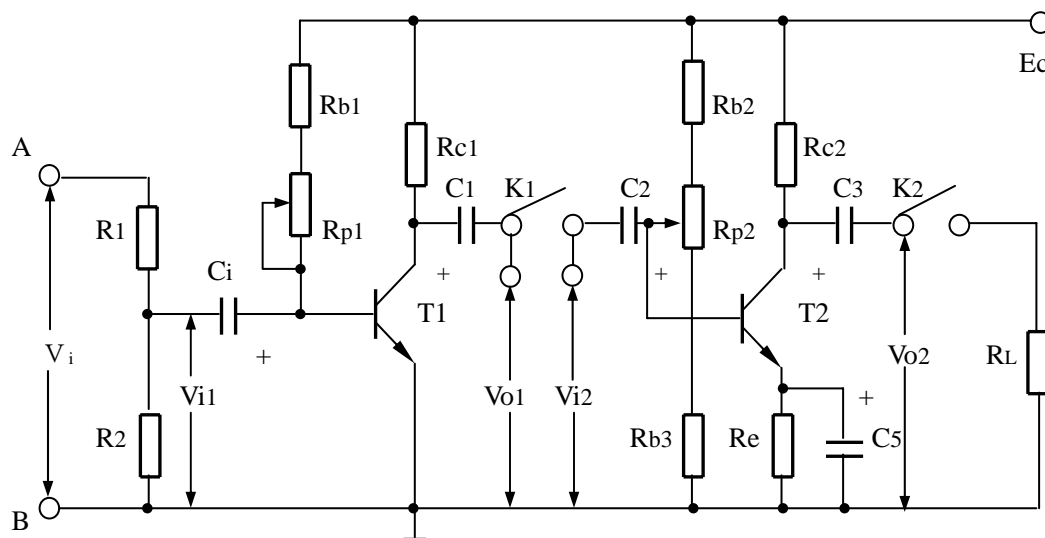 Ec
Rb1
Rb2
A
Rc1
Rc2
C1
K1
C2
C3
K2
R1
Rp1
Rp2
Ci
+
+
+
T1
T2
+
Vi
Vi1
Vo1
Vi2
Vo2
RL
+
R2
Rb3
Re
C5
B